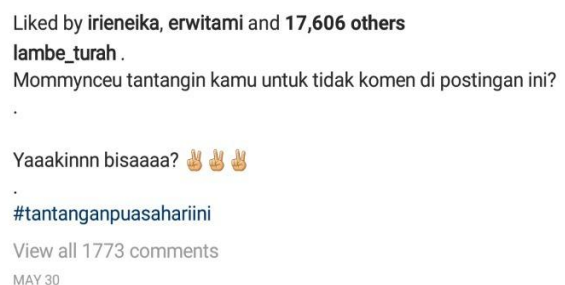 Liked by irieneika, erwitami and 17,606 others
lambe_turah .
Mommynceu tantangin kamu untuk tidak komen di postingan ini?
.
Yaaakinnn bisaaaa? ✌✌✌
.
#tantanganpuasahariini
View all 1773 comments
MAY 30